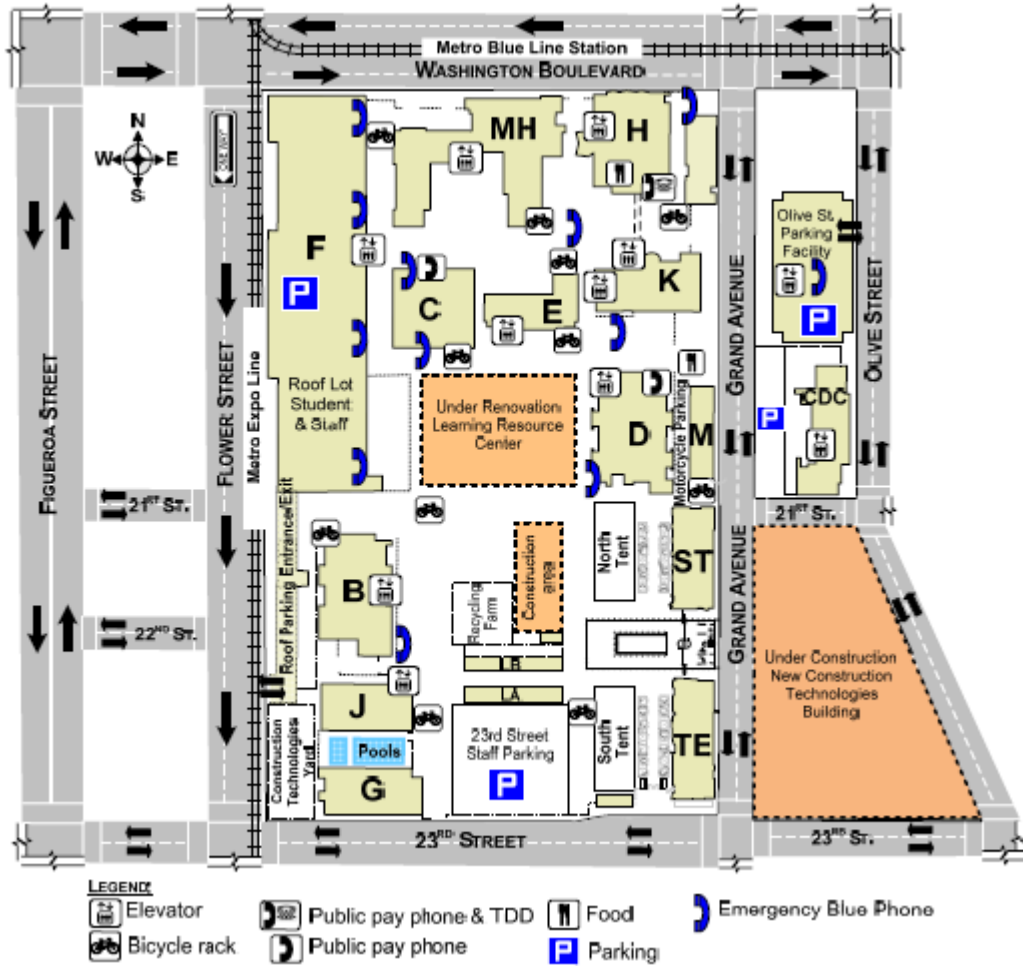 Metro Blue Line Station
WASHINGTON BOULEVARD
N
W E
S
ONE WAY
MH
H
F
Olive St.
Parking
Facility
P
C
E
K
P
FIGUEROA STREET
FLOWER STREET
Metro Expo Line
GRAND AVENUE
OLIVE STREET
Roof Lot
Student
& Staff
Under Renovation
Learning Resource
Center
D
Motorcycle Parking
M
P
CDC
21ST ST.
21ST ST.
Roof Parking Entrance/Exit
B
Recycling
Farm
Construction
area
North
Tent
ST
GRAND AVENUE
22ND ST.
Under Construction
New Construction
Technologies
Building
LB
LA
J
Pools
G
Construction
Technologies
Yard
23rd Street
Staff Parking
P
South
Tent
TE
23RD STREET
23RD ST.
LEGEND:
Elevator
Public pay phone & TDD
Food
Emergency Blue Phone
Bicycle rack
Public pay phone
P Parking